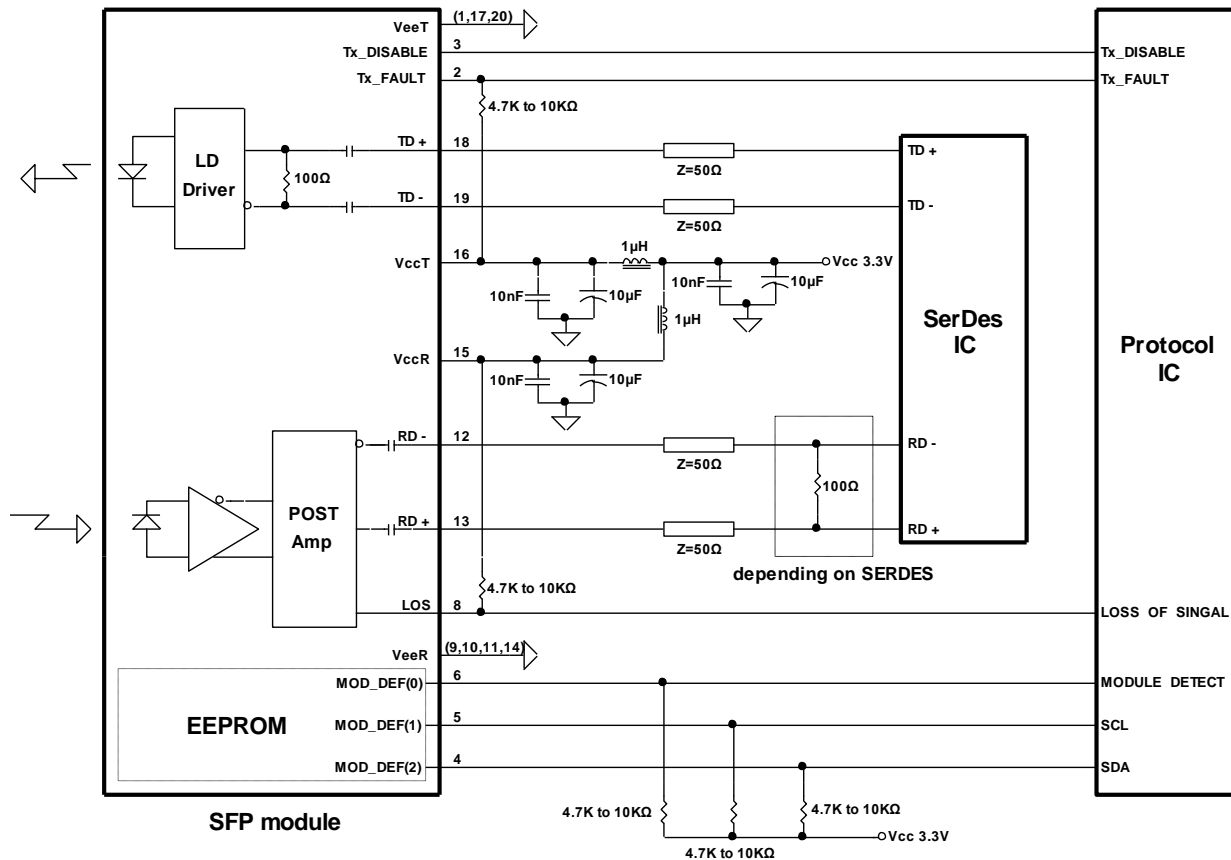 VeeT (1,17,20)
Tx_DISABLE 3 Tx_DISABLE
Tx_FAULT 2 Tx_FAULT
4.7K to 10KΩ
LD
Driver
100Ω
TD + 18 Z=50Ω TD +
TD - 19 Z=50Ω TD -
VccT 16 1µH Vcc 3.3V
10nF 10µF 10nF 10µF
1µH
VccR 15
10nF 10µF
SerDes
IC
Protocol
IC
RD - 12 Z=50Ω RD -
100Ω
POST
Amp
RD + 13 Z=50Ω RD +
depending on SERDES
4.7K to 10KΩ
LOS 8 LOSS OF SINGAL
VeeR (9,10,11,14)
MOD_DEF(0) 6 MODULE DETECT
EEPROM
MOD_DEF(1) 5 SCL
MOD_DEF(2) 4 SDA
SFP module
4.7K to 10KΩ 4.7K to 10KΩ
Vcc 3.3V
4.7K to 10KΩ